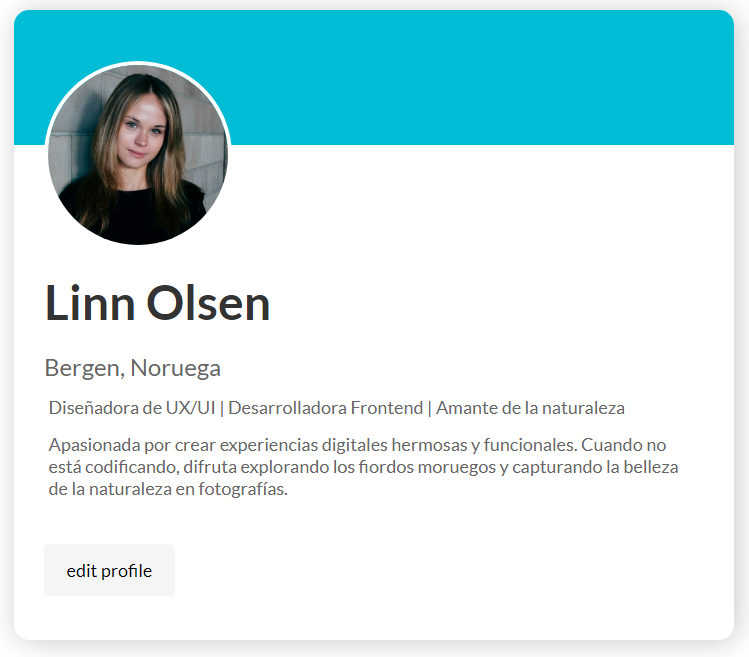 Linn Olsen
Bergen, Noruega
Diseñadora de UX/UI | Desarrolladora Frontend | Amante de la naturaleza
Apasionada por crear experiencias digitales hermosas y funcionales. Cuando no
está codificando, difruta explorando los fiordos moruegos y capturando la belleza
de la naturaleza en fotografías.
edit profile